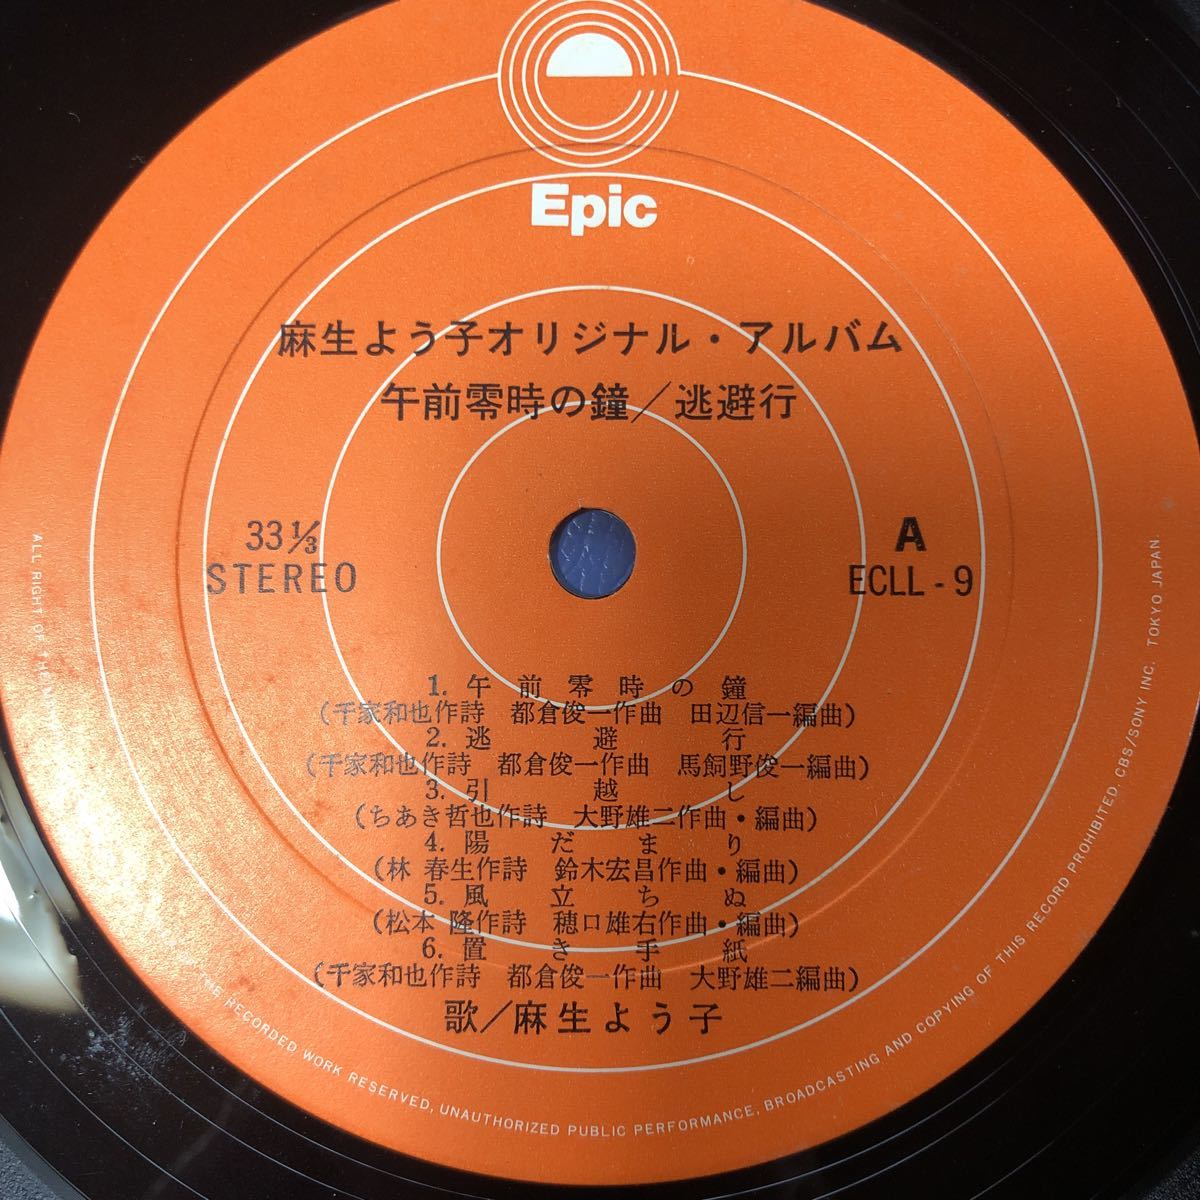 Epic
麻生よう子オリジナル・アルバム
午前零時の鐘／逃避行
33⅓
STEREO
A
ECLL - 9
1. 午前零時の鐘
(千家和也作詩 都倉俊一作曲 田辺信一編曲)
2. 逃避行
(千家和也作詩 都倉俊一作曲 馬飼野俊一編曲)
3. 引越し
(ちあき哲也作詩 大野雄二作曲・編曲)
4. 陽だまり
(林 春生作詩 鈴木宏昌作曲・編曲)
5. 風立ちぬ
(松本 隆作詩 穂口雄右作曲・編曲)
6. 置き手紙
(千家和也作詩 都倉俊一作曲 大野雄二編曲)
歌／麻生よう子
ALL RIGHT OF THE RECORDED WORK RESERVED, UNAUTHORIZED PUBLIC PERFORMANCE, BROADCASTING AND COPYING OF THIS RECORD PROHIBITED. CBS/SONY INC. TOKYO JAPAN.